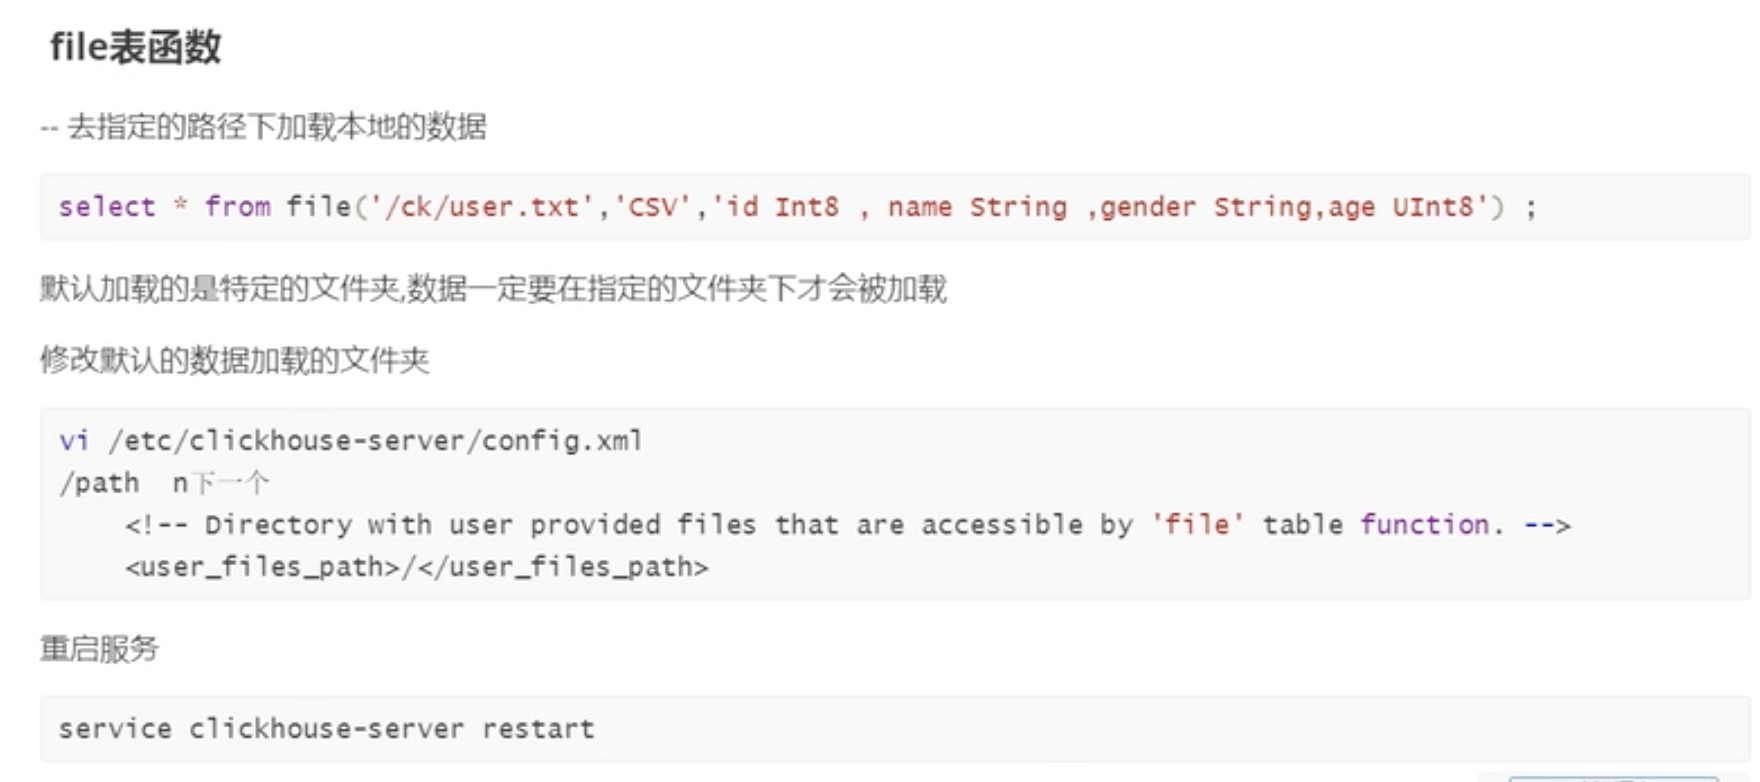 file表函数
-- 去指定的路径下加载本地的数据
select * from file('/ck/user.txt','CSV','id Int8 , name String ,gender String,age UInt8') ;
默认加载的是特定的文件夹,数据一定要在指定的文件夹下才会被加载
修改默认的数据加载的文件夹
vi /etc/clickhouse-server/config.xml
/path  n下一个
    <!-- Directory with user provided files that are accessible by 'file' table function. -->
    <user_files_path>/</user_files_path>
重启服务
service clickhouse-server restart